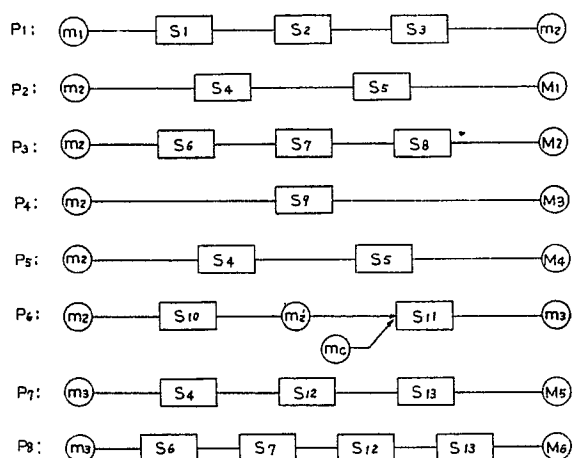 P1: m1 S1 S2 S3 m2
P2: m2 S4 S5 M1
P3: m2 S6 S7 S8 M2
P4: m2 S9 M3
P5: m2 S4 S5 M4
P6: m2 S10 m2' S11 m3
mc
P7: m3 S4 S12 S13 M5
P8: m3 S6 S7 S12 S13 M6